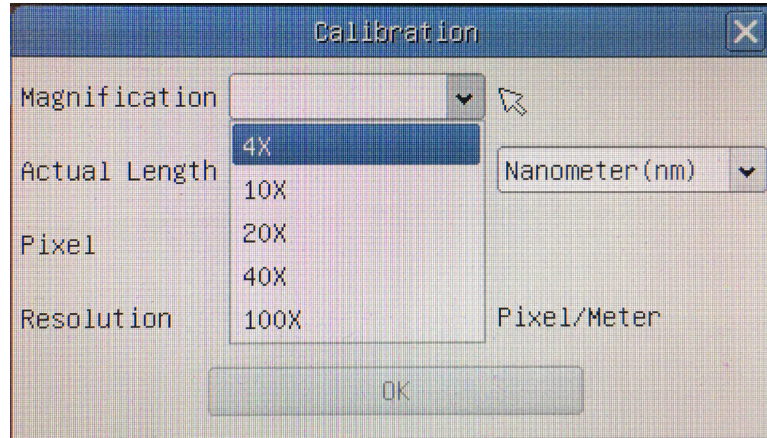 Calibration
Magnification
4X
Actual Length
Nanometer(nm)
10X
Pixel
20X
40X
Resolution
100X
Pixel/Meter
OK